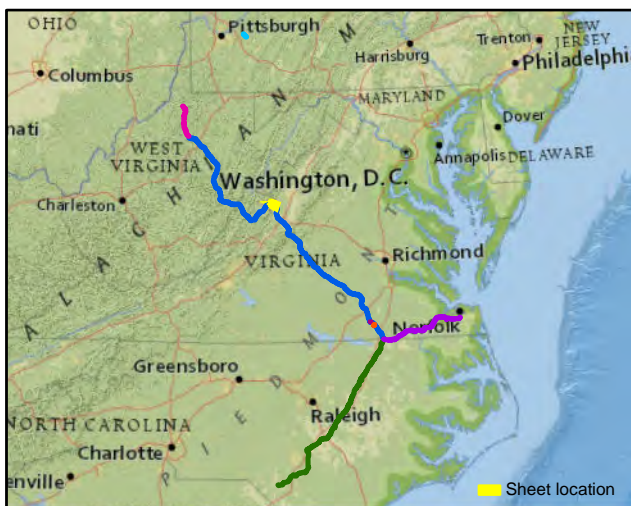 OHIO
Pittsburgh
NEW
JERSEY
Trenton
Harrisburg
Philadelphia
Columbus
MARYLAND
nati
Dover
WEST
VIRGINIA
Annapolis
DELAWARE
Washington, D.C.
Charleston
Richmond
VIRGINIA
Norfolk
Greensboro
Raleigh
NORTH CAROLINA
Charlotte
enville
A L A C H I A N M
P I E D M O N T
Sheet location